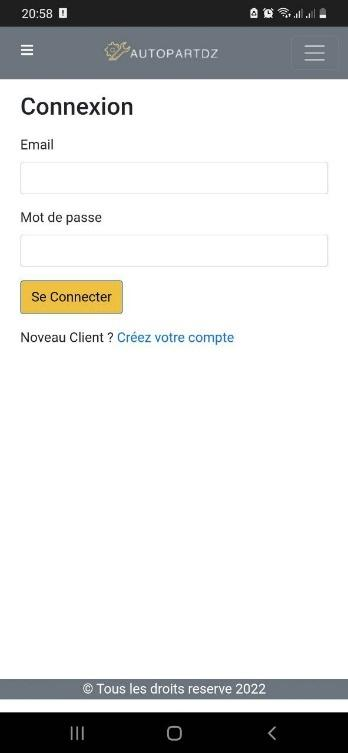 20:58
AUTOPARTDZ
Connexion
Email
Mot de passe
Se Connecter
Noveau Client ? Créez votre compte
© Tous les droits reserve 2022